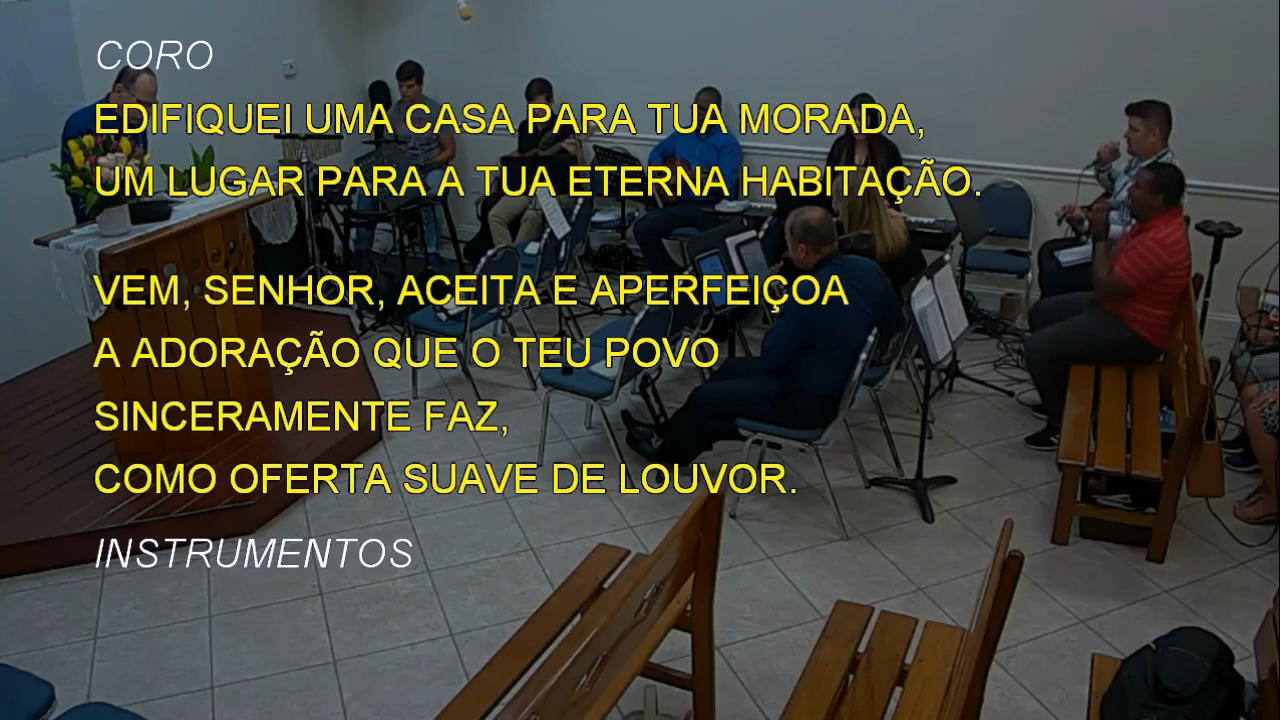 CORO
EDIFIQUEI UMA CASA PARA TUA MORADA,
UM LUGAR PARA A TUA ETERNA HABITAÇÃO.
VEM, SENHOR, ACEITA E APERFEIÇOA
A ADORAÇÃO QUE O TEU POVO
SINCERAMENTE FAZ,
COMO OFERTA SUAVE DE LOUVOR.
INSTRUMENTOS